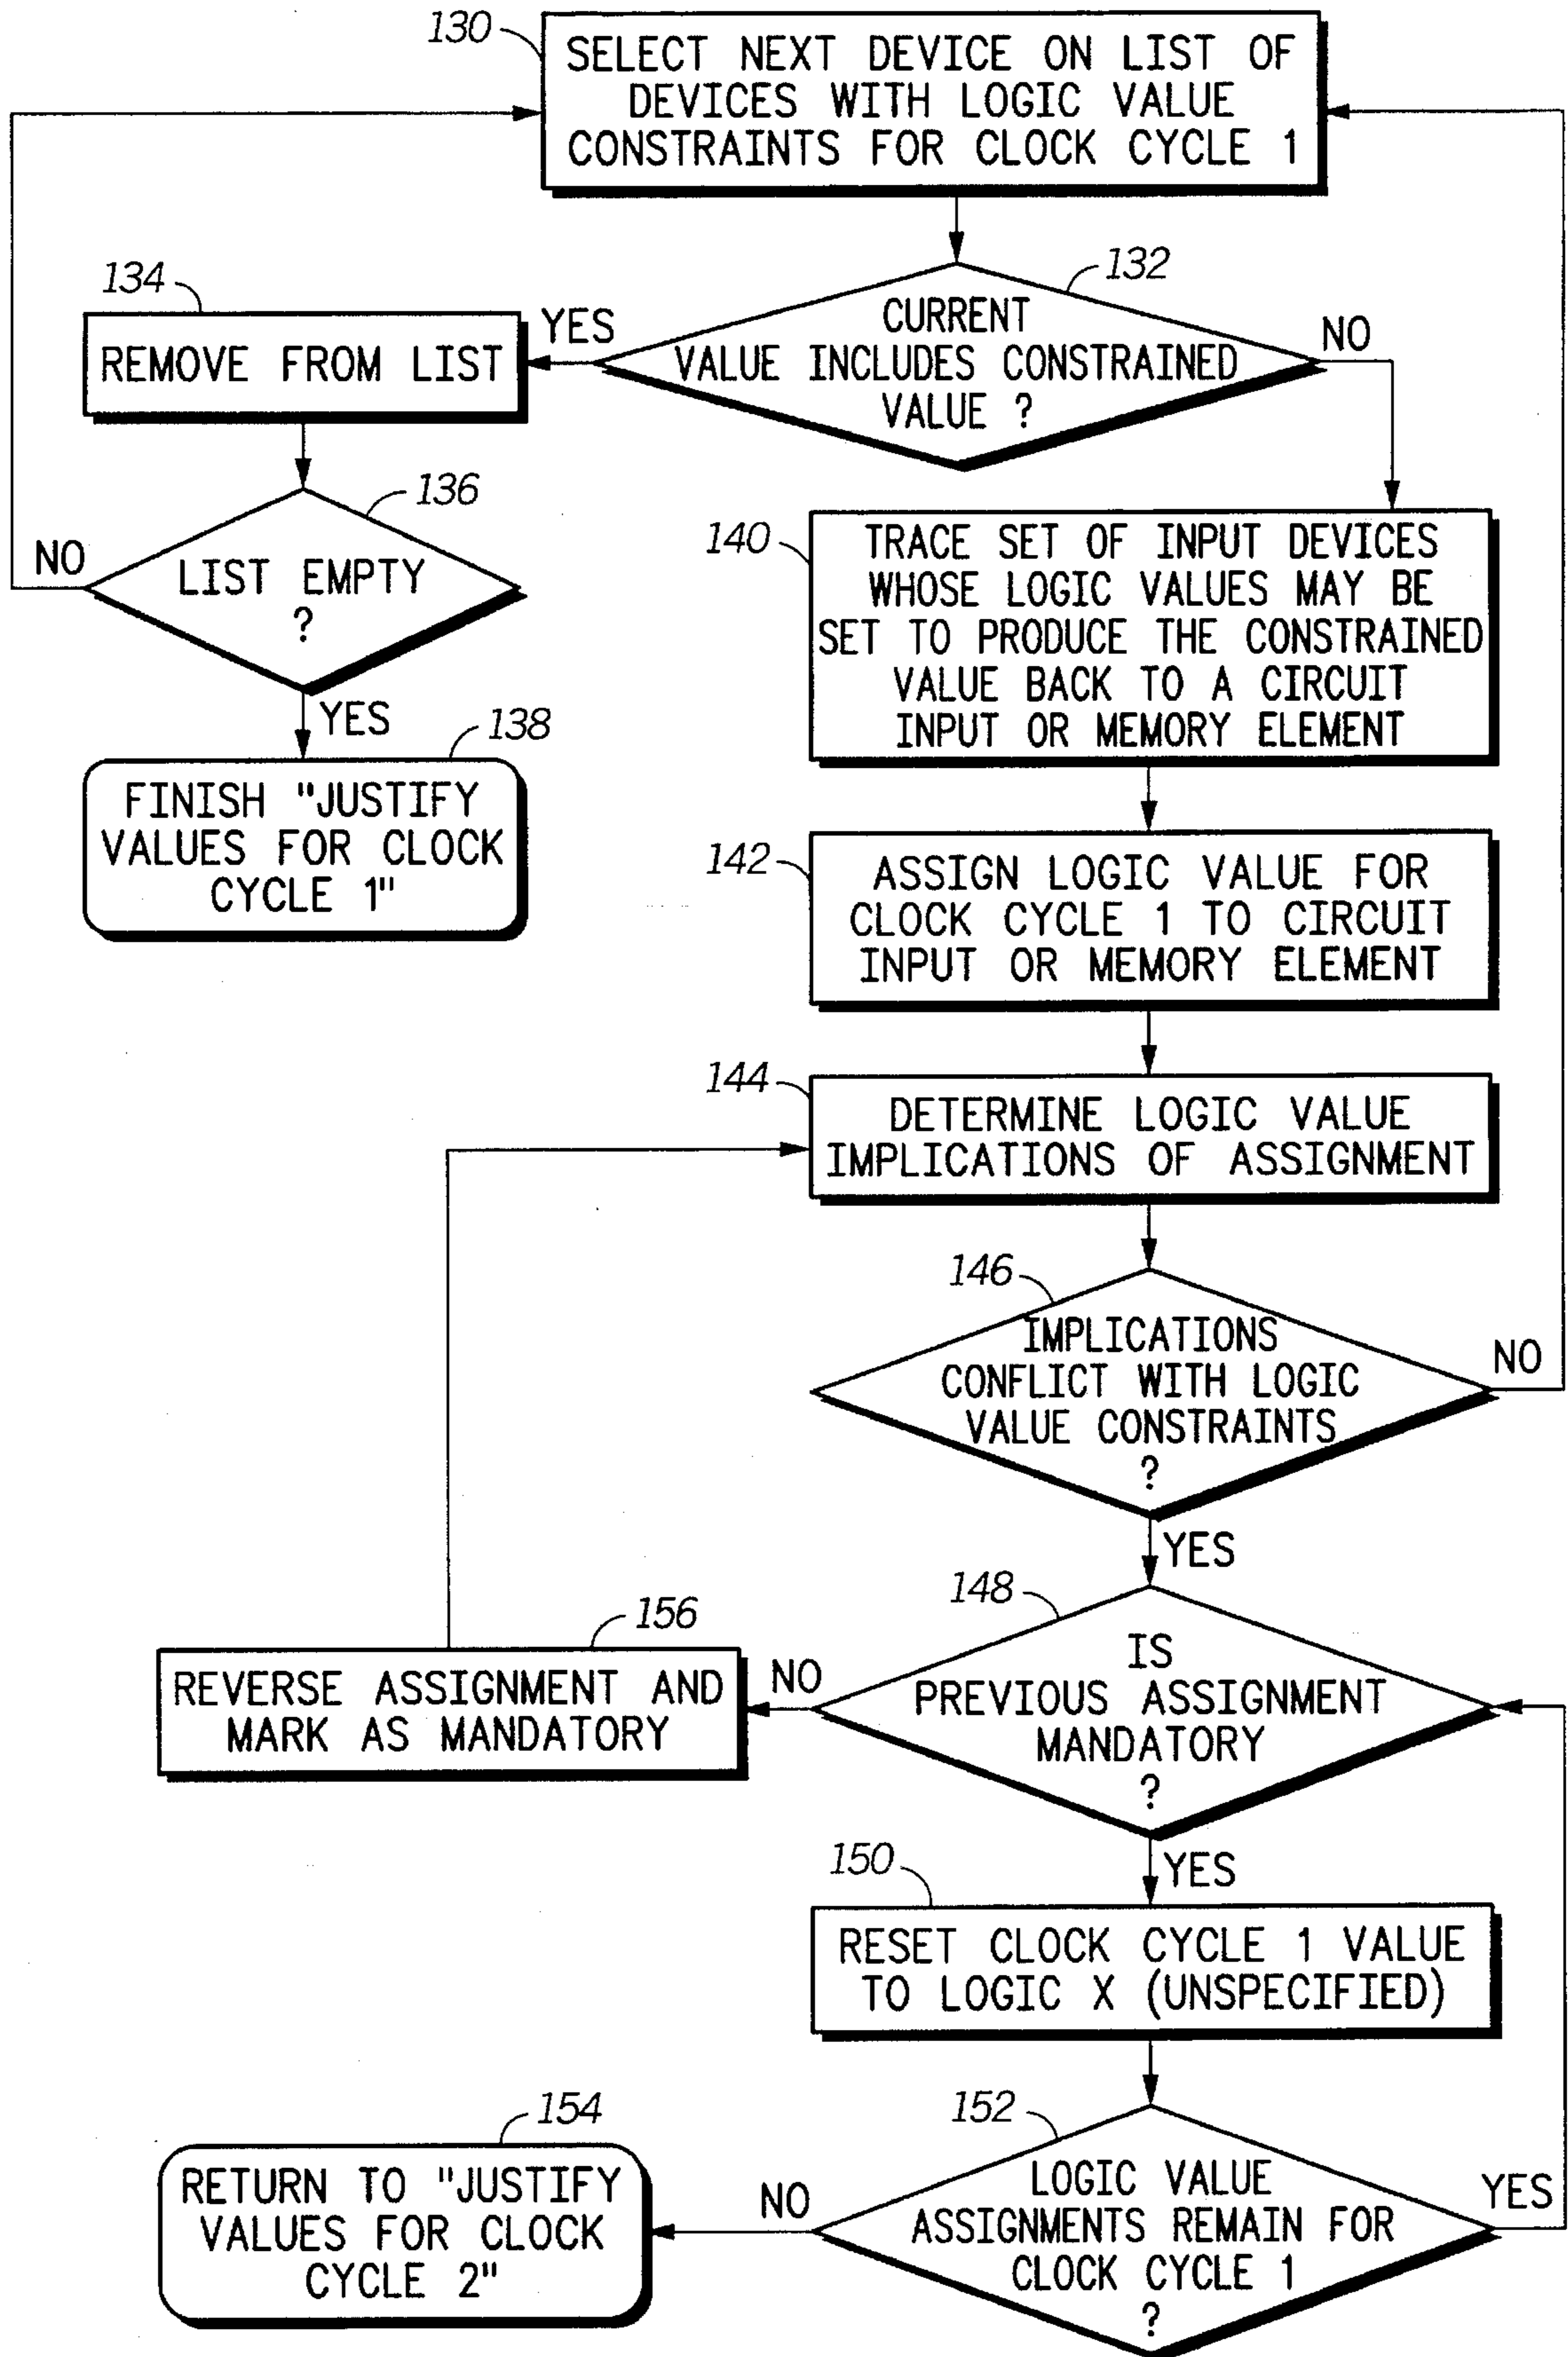 130
SELECT NEXT DEVICE ON LIST OF
DEVICES WITH LOGIC VALUE
CONSTRAINTS FOR CLOCK CYCLE 1
132
CURRENT
VALUE INCLUDES CONSTRAINED
VALUE ?
YES
NO
134
REMOVE FROM LIST
136
LIST EMPTY
?
NO
YES
138
FINISH "JUSTIFY
VALUES FOR CLOCK
CYCLE 1"
140
TRACE SET OF INPUT DEVICES
WHOSE LOGIC VALUES MAY BE
SET TO PRODUCE THE CONSTRAINED
VALUE BACK TO A CIRCUIT
INPUT OR MEMORY ELEMENT
142
ASSIGN LOGIC VALUE FOR
CLOCK CYCLE 1 TO CIRCUIT
INPUT OR MEMORY ELEMENT
144
DETERMINE LOGIC VALUE
IMPLICATIONS OF ASSIGNMENT
146
IMPLICATIONS
CONFLICT WITH LOGIC
VALUE CONSTRAINTS
?
NO
YES
148
IS
PREVIOUS ASSIGNMENT
MANDATORY
?
NO
156
REVERSE ASSIGNMENT AND
MARK AS MANDATORY
YES
150
RESET CLOCK CYCLE 1 VALUE
TO LOGIC X (UNSPECIFIED)
152
LOGIC VALUE
ASSIGNMENTS REMAIN FOR
CLOCK CYCLE 1
?
YES
NO
154
RETURN TO "JUSTIFY
VALUES FOR CLOCK
CYCLE 2"